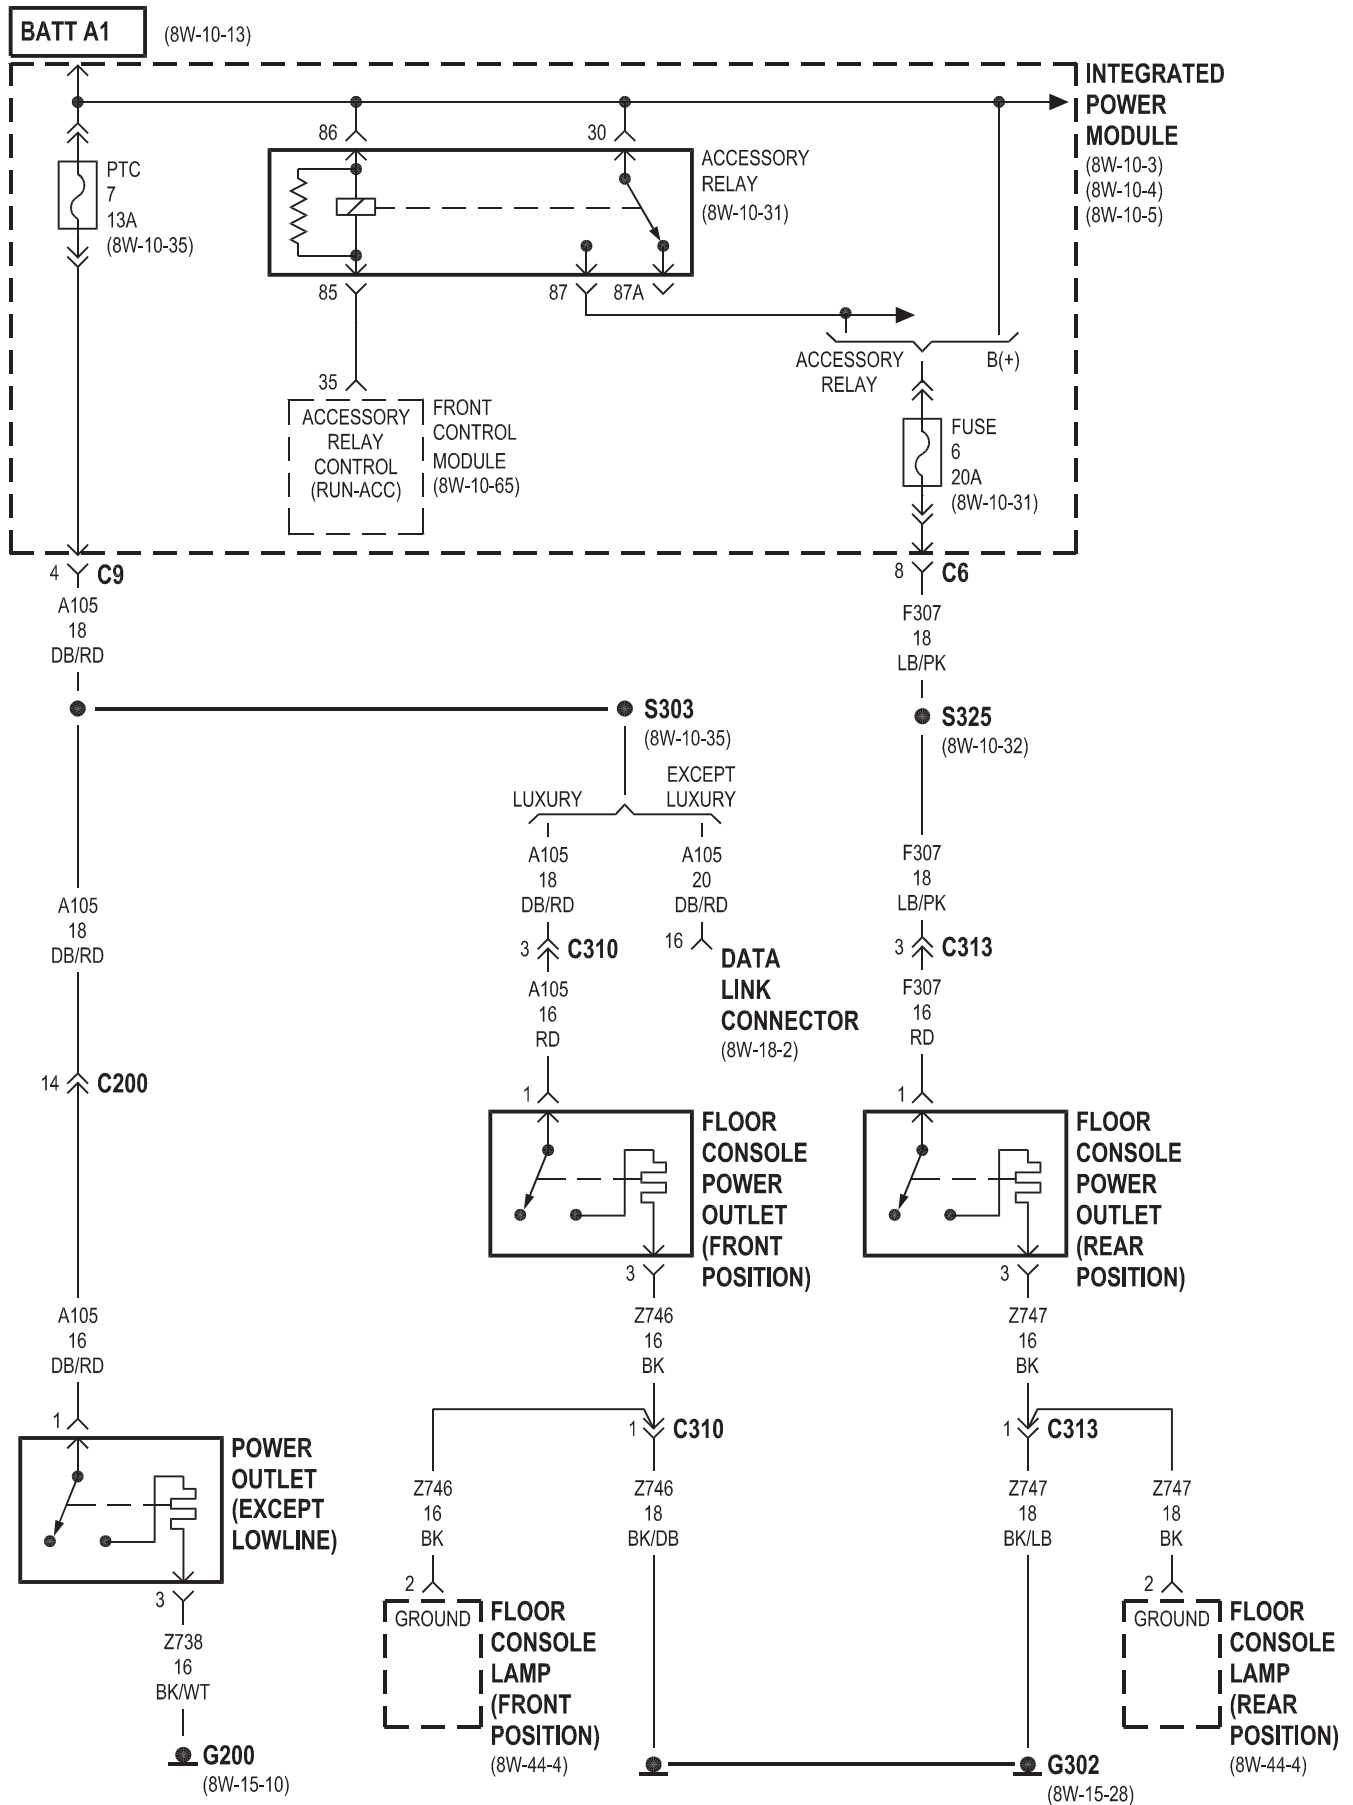 BATT A1 (8W-10-13)
INTEGRATED
POWER
MODULE
(8W-10-3)
(8W-10-4)
(8W-10-5)
PTC
7
13A
(8W-10-35)
86
30
ACCESSORY
RELAY
(8W-10-31)
85
87
87A
ACCESSORY
RELAY
B(+)
35
ACCESSORY
RELAY
CONTROL
(RUN-ACC)
FRONT
CONTROL
MODULE
(8W-10-65)
FUSE
6
20A
(8W-10-31)
4 C9
A105
18
DB/RD
8 C6
F307
18
LB/PK
S303
(8W-10-35)
S325
(8W-10-32)
LUXURY
EXCEPT
LUXURY
A105
18
DB/RD
A105
18
DB/RD
A105
20
DB/RD
F307
18
LB/PK
3 C310
16
DATA
LINK
CONNECTOR
(8W-18-2)
3 C313
A105
16
RD
F307
16
RD
14 C200
1
FLOOR
CONSOLE
POWER
OUTLET
(FRONT
POSITION)
1
FLOOR
CONSOLE
POWER
OUTLET
(REAR
POSITION)
3
3
A105
16
DB/RD
Z746
16
BK
Z747
16
BK
1
POWER
OUTLET
(EXCEPT
LOWLINE)
1 C310
1 C313
Z746
16
BK
Z746
18
BK/DB
Z747
18
BK/LB
Z747
18
BK
3
Z738
16
BK/WT
G200
(8W-15-10)
2
GROUND
FLOOR
CONSOLE
LAMP
(FRONT
POSITION)
(8W-44-4)
G302
(8W-15-28)
2
GROUND
FLOOR
CONSOLE
LAMP
(REAR
POSITION)
(8W-44-4)